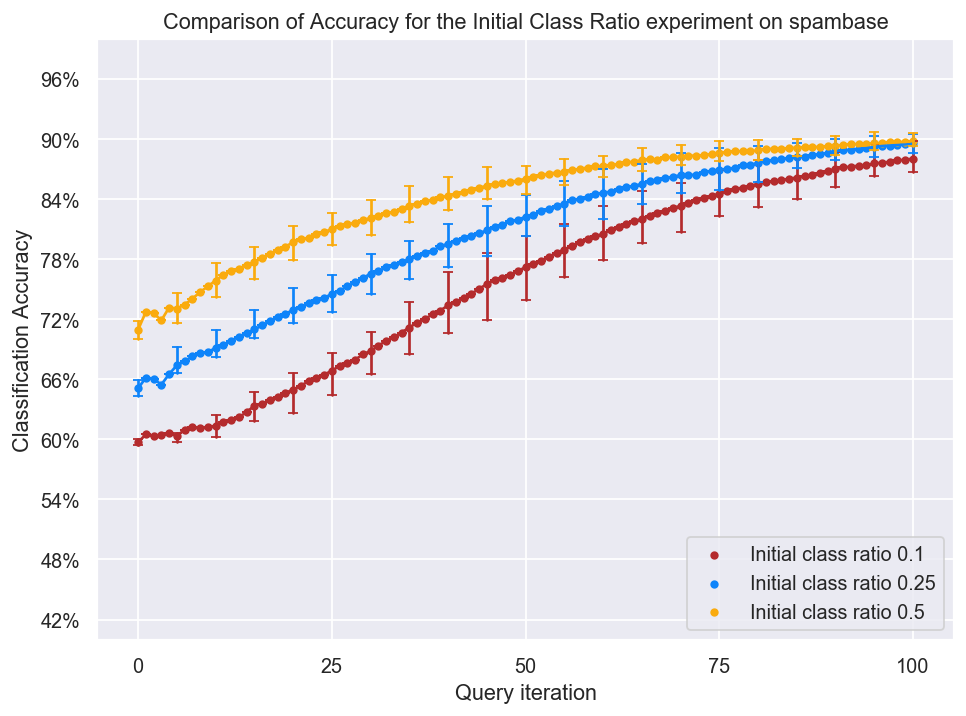 Comparison of Accuracy for the Initial Class Ratio experiment on spambase
Classification Accuracy
96%
90%
84%
78%
72%
66%
60%
54%
48%
42%
Initial class ratio 0.1
Initial class ratio 0.25
Initial class ratio 0.5
0 25 50 75 100
Query iteration